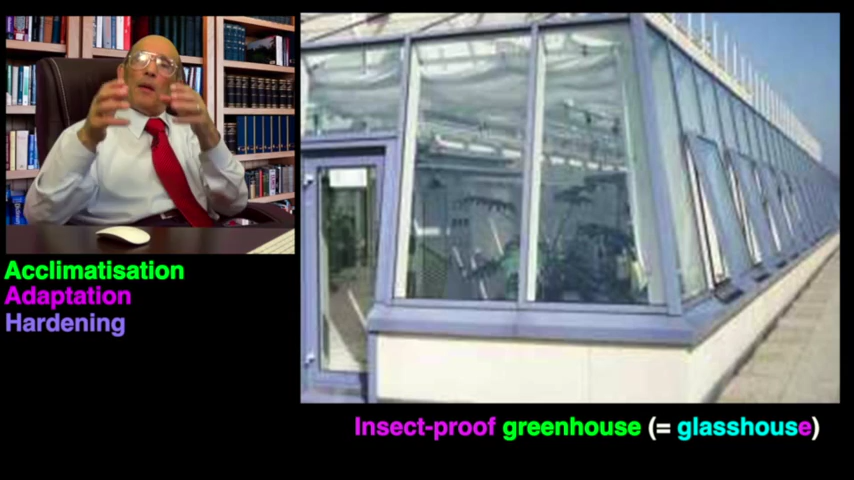 Acclimatisation
Adaptation
Hardening
Insect-proof greenhouse (= glasshouse)